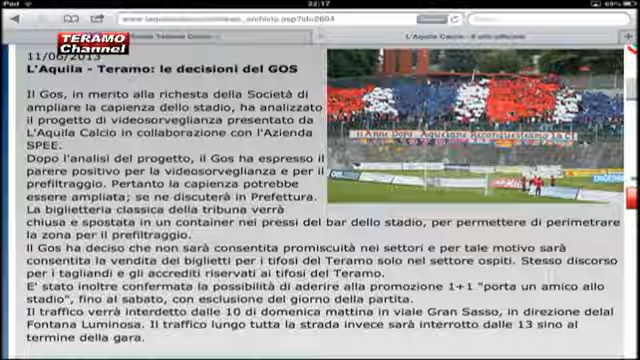 iPad
22:17
89%
_archivio.asp?id=2604
TERAMO
Channel
L'Aquila Calcio - Il sito ufficiale
11/06/2013
L'Aquila - Teramo: le decisioni del GOS
Il Gos, in merito alla richesta della Società di
ampliare la capienza dello stadio, ha analizzato
il progetto di videosorveglianza presentato da
L'Aquila Calcio in collaborazione con l'Azienda
SPEE.
Dopo l'analisi del progetto, il Gos ha espresso il
parere positivo per la videosorveglianza e per il
prefiltraggio. Pertanto la capienza potrebbe
essere ampliata; se ne discuterà in Prefettura.
La biglietteria classica della tribuna verrà
chiusa e spostata in un container nei pressi del bar dello stadio, per permettere di perimetrare
la zona per il prefiltraggio.
Il Gos ha deciso che non sarà consentita promiscuità nei settori e per tale motivo sarà
consentita la vendita dei biglietti per i tifosi del Teramo solo nel settore ospiti. Stesso discorso
per i tagliandi e gli accrediti riservati ai tifosi del Teramo.
E' stato inoltre confermata la possibilità di aderire alla promozione 1+1 "porta un amico allo
stadio", fino al sabato, con esclusione del giorno della partita.
Il traffico verrà interdetto dalle 10 di domenica mattina in viale Gran Sasso, in direzione delal
Fontana Luminosa. Il traffico lungo tutta la strada invece sarà interrotto dalle 13 sino al
termine della gara.